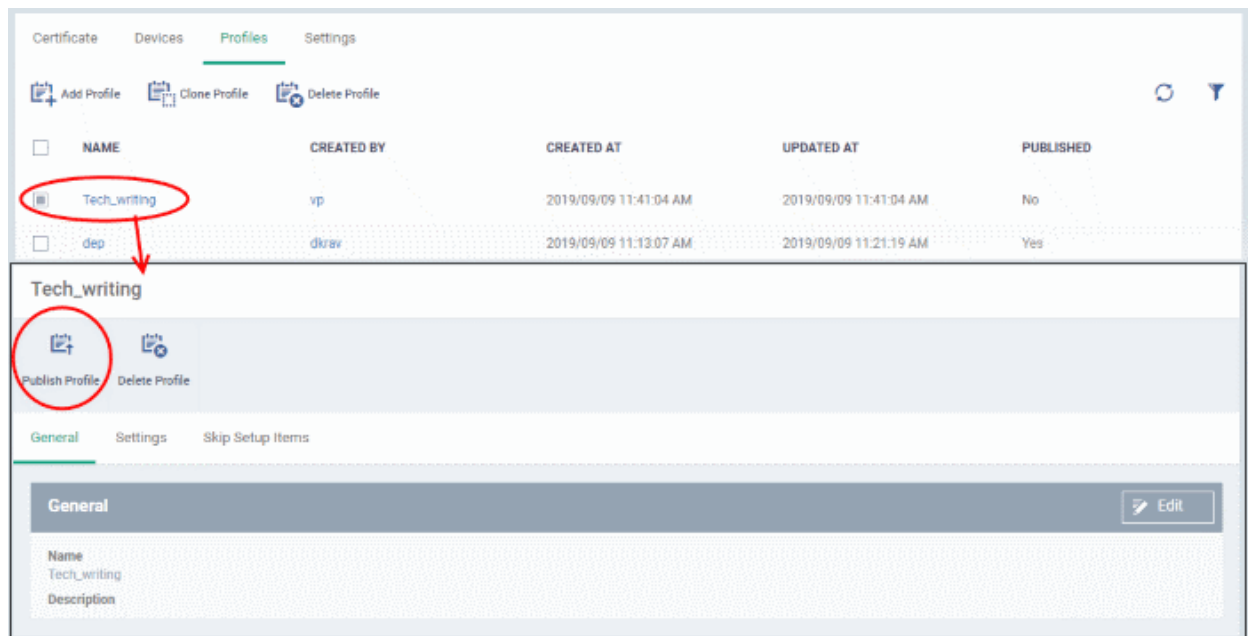 Certificate Devices Profiles Settings
Add Profile Clone Profile Delete Profile
NAME CREATED BY CREATED AT UPDATED AT PUBLISHED
Tech_writing vp 2019/09/09 11:41:04 AM 2019/09/09 11:41:04 AM No
dep dkrav 2019/09/09 11:13:07 AM 2019/09/09 11:21:19 AM Yes
Tech_writing
Publish Profile Delete Profile
General Settings Skip Setup Items
General Edit
Name
Tech_writing
Description